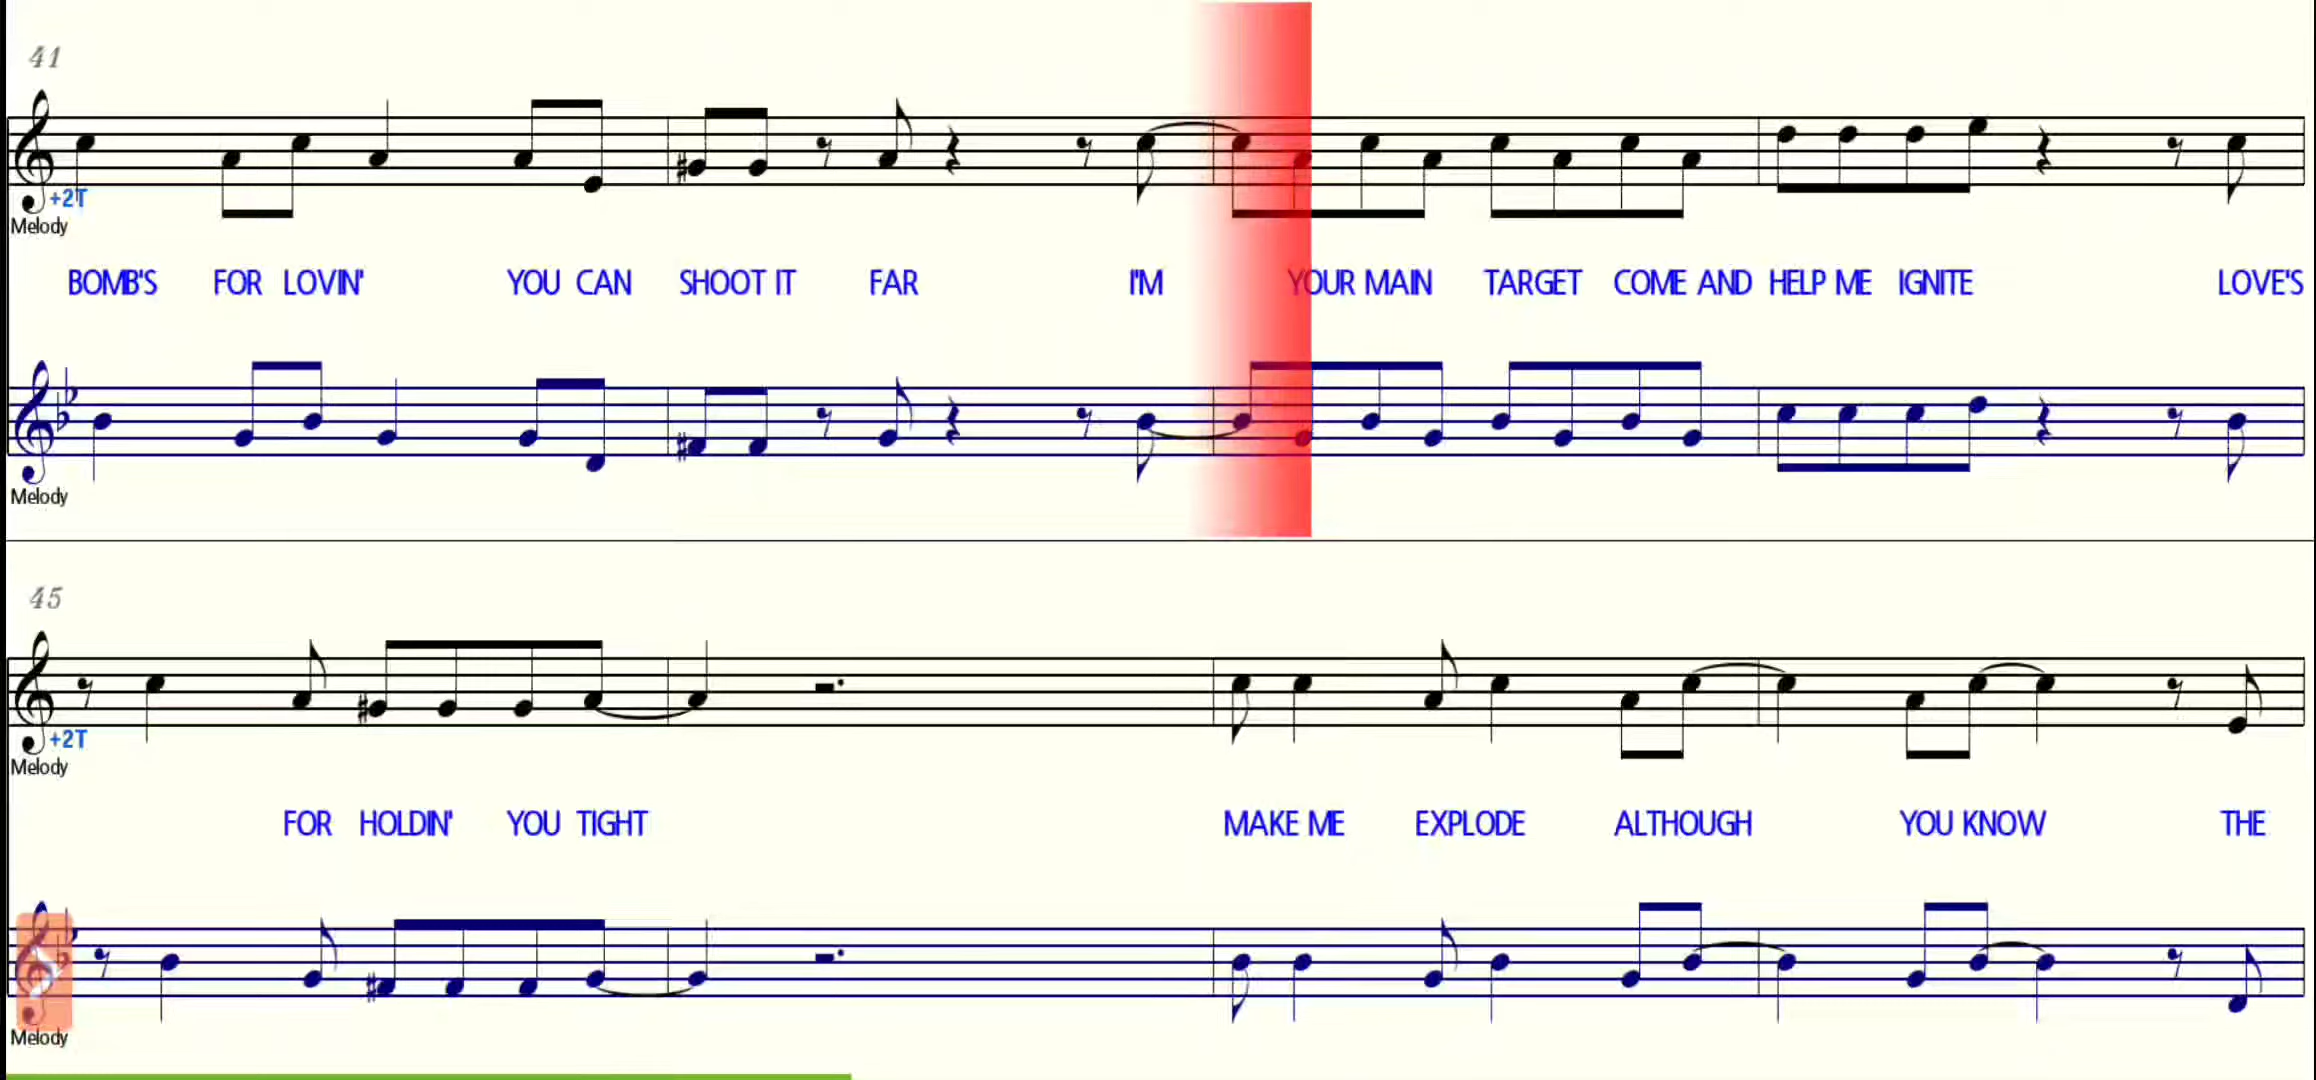 41
+2T
Melody
BOMB'S FOR LOVIN' YOU CAN SHOOT IT FAR I'M YOUR MAIN TARGET COME AND HELP ME IGNITE LOVE'S
Melody
45
+2T
Melody
FOR HOLDIN' YOU TIGHT MAKE ME EXPLODE ALTHOUGH YOU KNOW THE
Melody